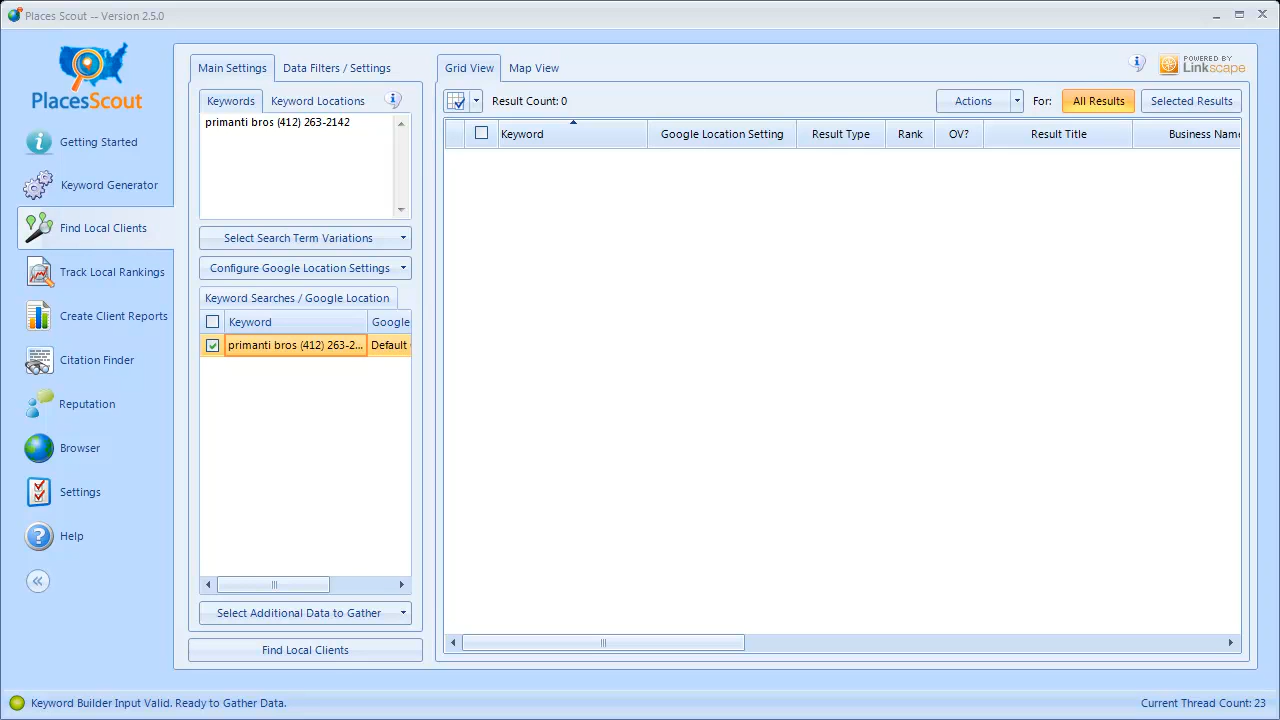 Places Scout -- Version 2.5.0
PlacesScout
Getting Started
Keyword Generator
Find Local Clients
Track Local Rankings
Create Client Reports
Citation Finder
Reputation
Browser
Settings
Help
Main Settings
Data Filters / Settings
Keywords
Keyword Locations
primanti bros (412) 263-2142
Select Search Term Variations
Configure Google Location Settings
Keyword Searches / Google Location
Keyword Google
primanti bros (412) 263-2... Default
Select Additional Data to Gather
Find Local Clients
Grid View
Map View
POWERED BY
Linkscape
Result Count: 0
Actions
For:
All Results
Selected Results
Keyword Google Location Setting Result Type Rank OV? Result Title Business Name
Keyword Builder Input Valid. Ready to Gather Data.
Current Thread Count: 23